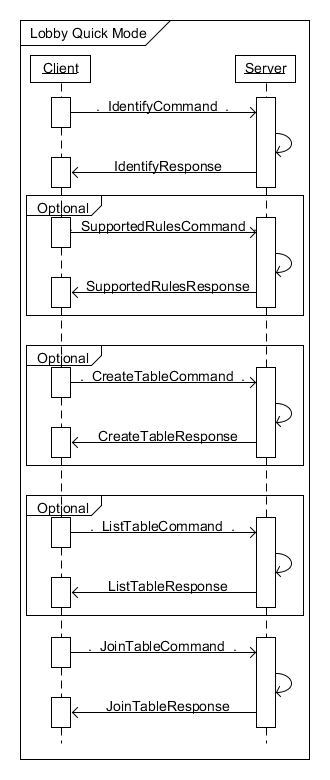 Lobby Quick Mode
Client Server
. IdentifyCommand .
IdentifyResponse
Optional
SupportedRulesCommand
SupportedRulesResponse
Optional
. CreateTableCommand .
CreateTableResponse
Optional
. ListTableCommand .
ListTableResponse
. JoinTableCommand .
JoinTableResponse